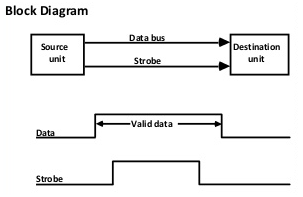 Block Diagram
Source
unit
Data bus
Strobe
Destination
unit
Data
Valid data
Strobe